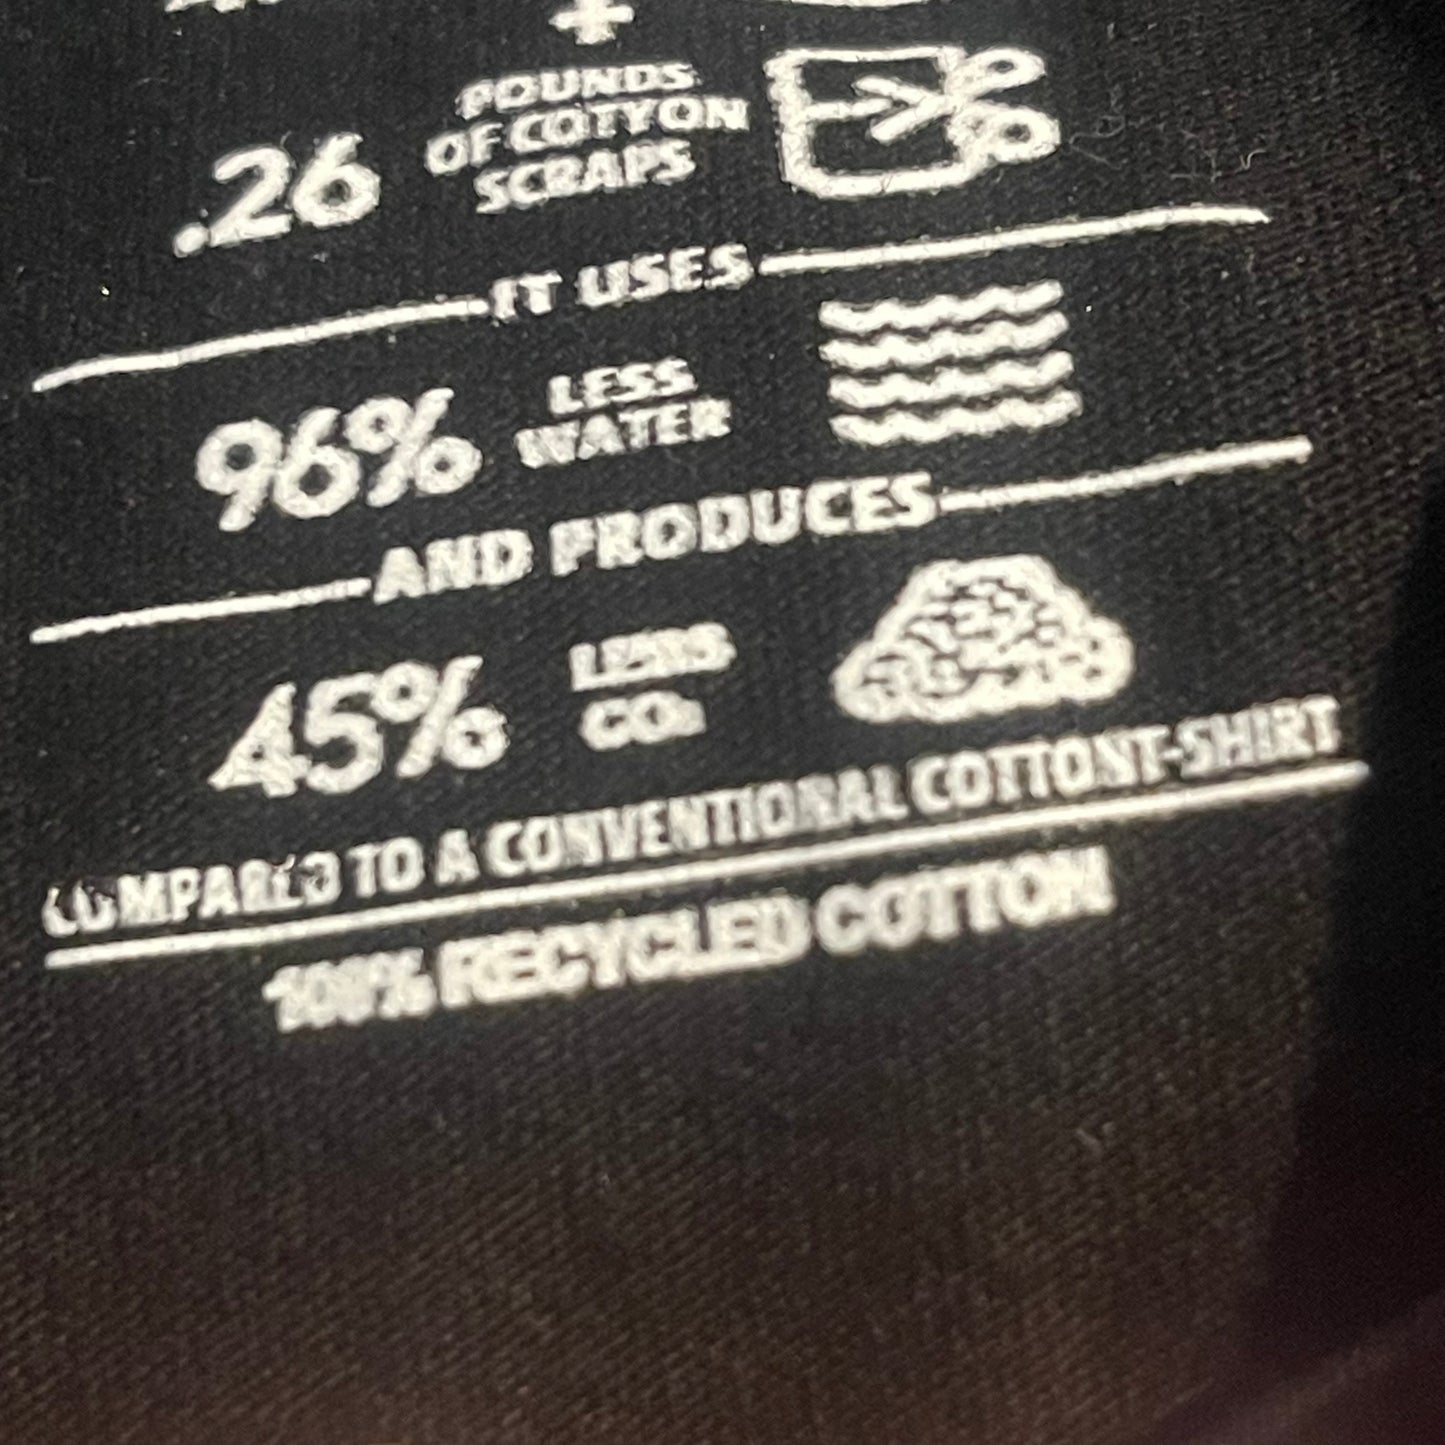 +
POUNDS
.26 OF COTYON
SCRAPS
IT USES
96% LESS
WATER
AND PRODUCES
45% LESS
CO₂
COMPARED TO A CONVENTIONAL COTTON T-SHIRT
100% RECYCLED COTTON